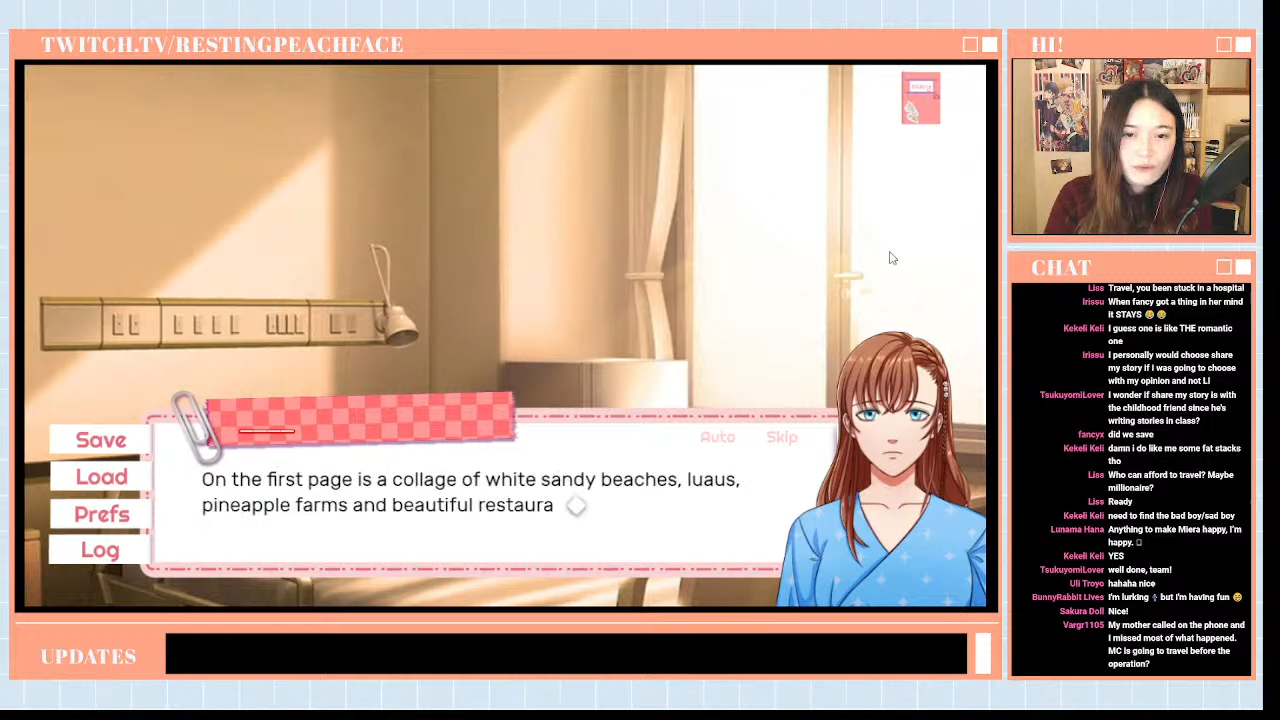 TWITCH.TV/RESTINGPEACHFACE
HI!
Save
Load
Prefs
Log
Auto
Skip
On the first page is a collage of white sandy beaches, luaus,
pineapple farms and beautiful restaura
UPDATES
CHAT
Liss Travel, you been stuck in a hospital
Irissu When fancy got a thing in her mind
it STAYS 😂 😂
Kekeli Keli I guess one is like THE romantic
one
Irissu I personally would choose share
my story if I was going to choose
with my opinion and not LI
TsukuyomiLover I wonder if share my story is with
the childhood friend since he's
writing stories in class?
fancyx did we save
Kekeli Keli damn i do like me some fat stacks
tho
Liss Who can afford to travel? Maybe
millionaire?
Liss Ready
Kekeli Keli need to find the bad boy/sad boy
Lunama Hana Anything to make Miera happy, I'm
happy.
Kekeli Keli YES
TsukuyomiLover well done, team!
Uli Troyo hahaha nice
BunnyRabbit Lives I'm lurking but I'm having fun
Sakura Doll Nice!
Vargr1105 My mother called on the phone and
I missed most of what happened.
MC is going to travel before the
operation?